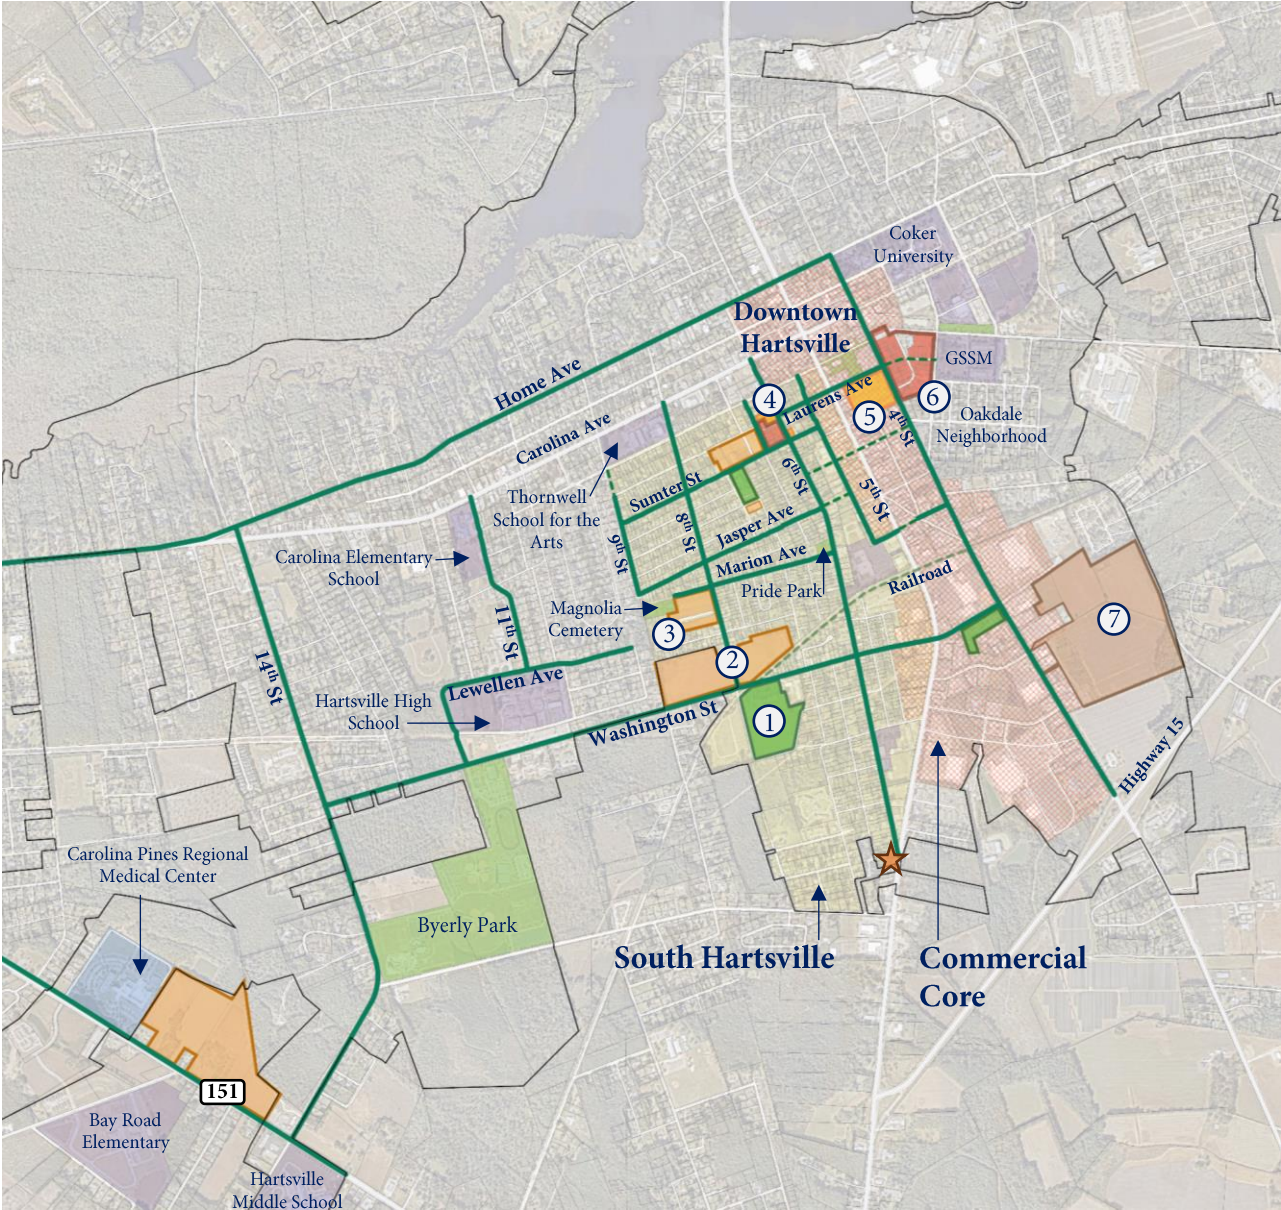 Coker
University
Downtown
Hartsville
GSSM
Home Ave
4
Laurens Ave
5
6
4th St
Oakdale
Neighborhood
Carolina Ave
Thornwell
School for the
Arts
Sumter St
6th St
5th St
8th St
Jasper Ave
9th St
Marion Ave
Carolina Elementary
School
Pride Park
Railroad
Magnolia
Cemetery
3
7
11th St
2
14th St
Lewellen Ave
Hartsville High
School
Washington St
1
Highway 15
Carolina Pines Regional
Medical Center
Byerly Park
South Hartsville
Commercial
Core
151
Bay Road
Elementary
Hartsville
Middle School